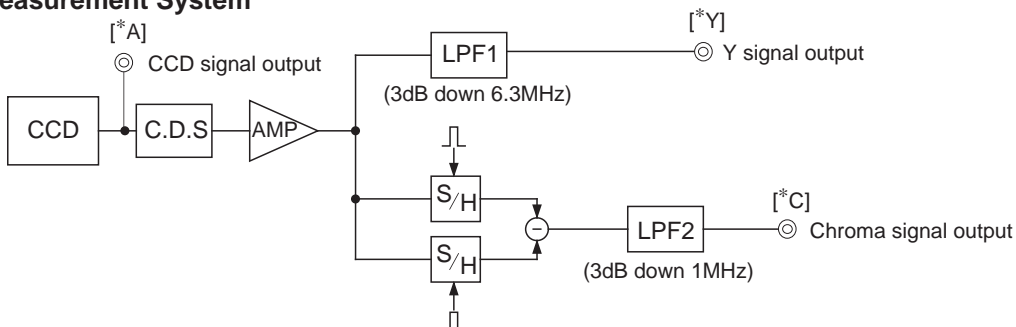 easurement System
[*A]
[*Y]
CCD signal output
LPF1
Y signal output
(3dB down 6.3MHz)
CCD
C.D.S
AMP
S/H
[*C]
−
LPF2
Chroma signal output
S/H
(3dB down 1MHz)